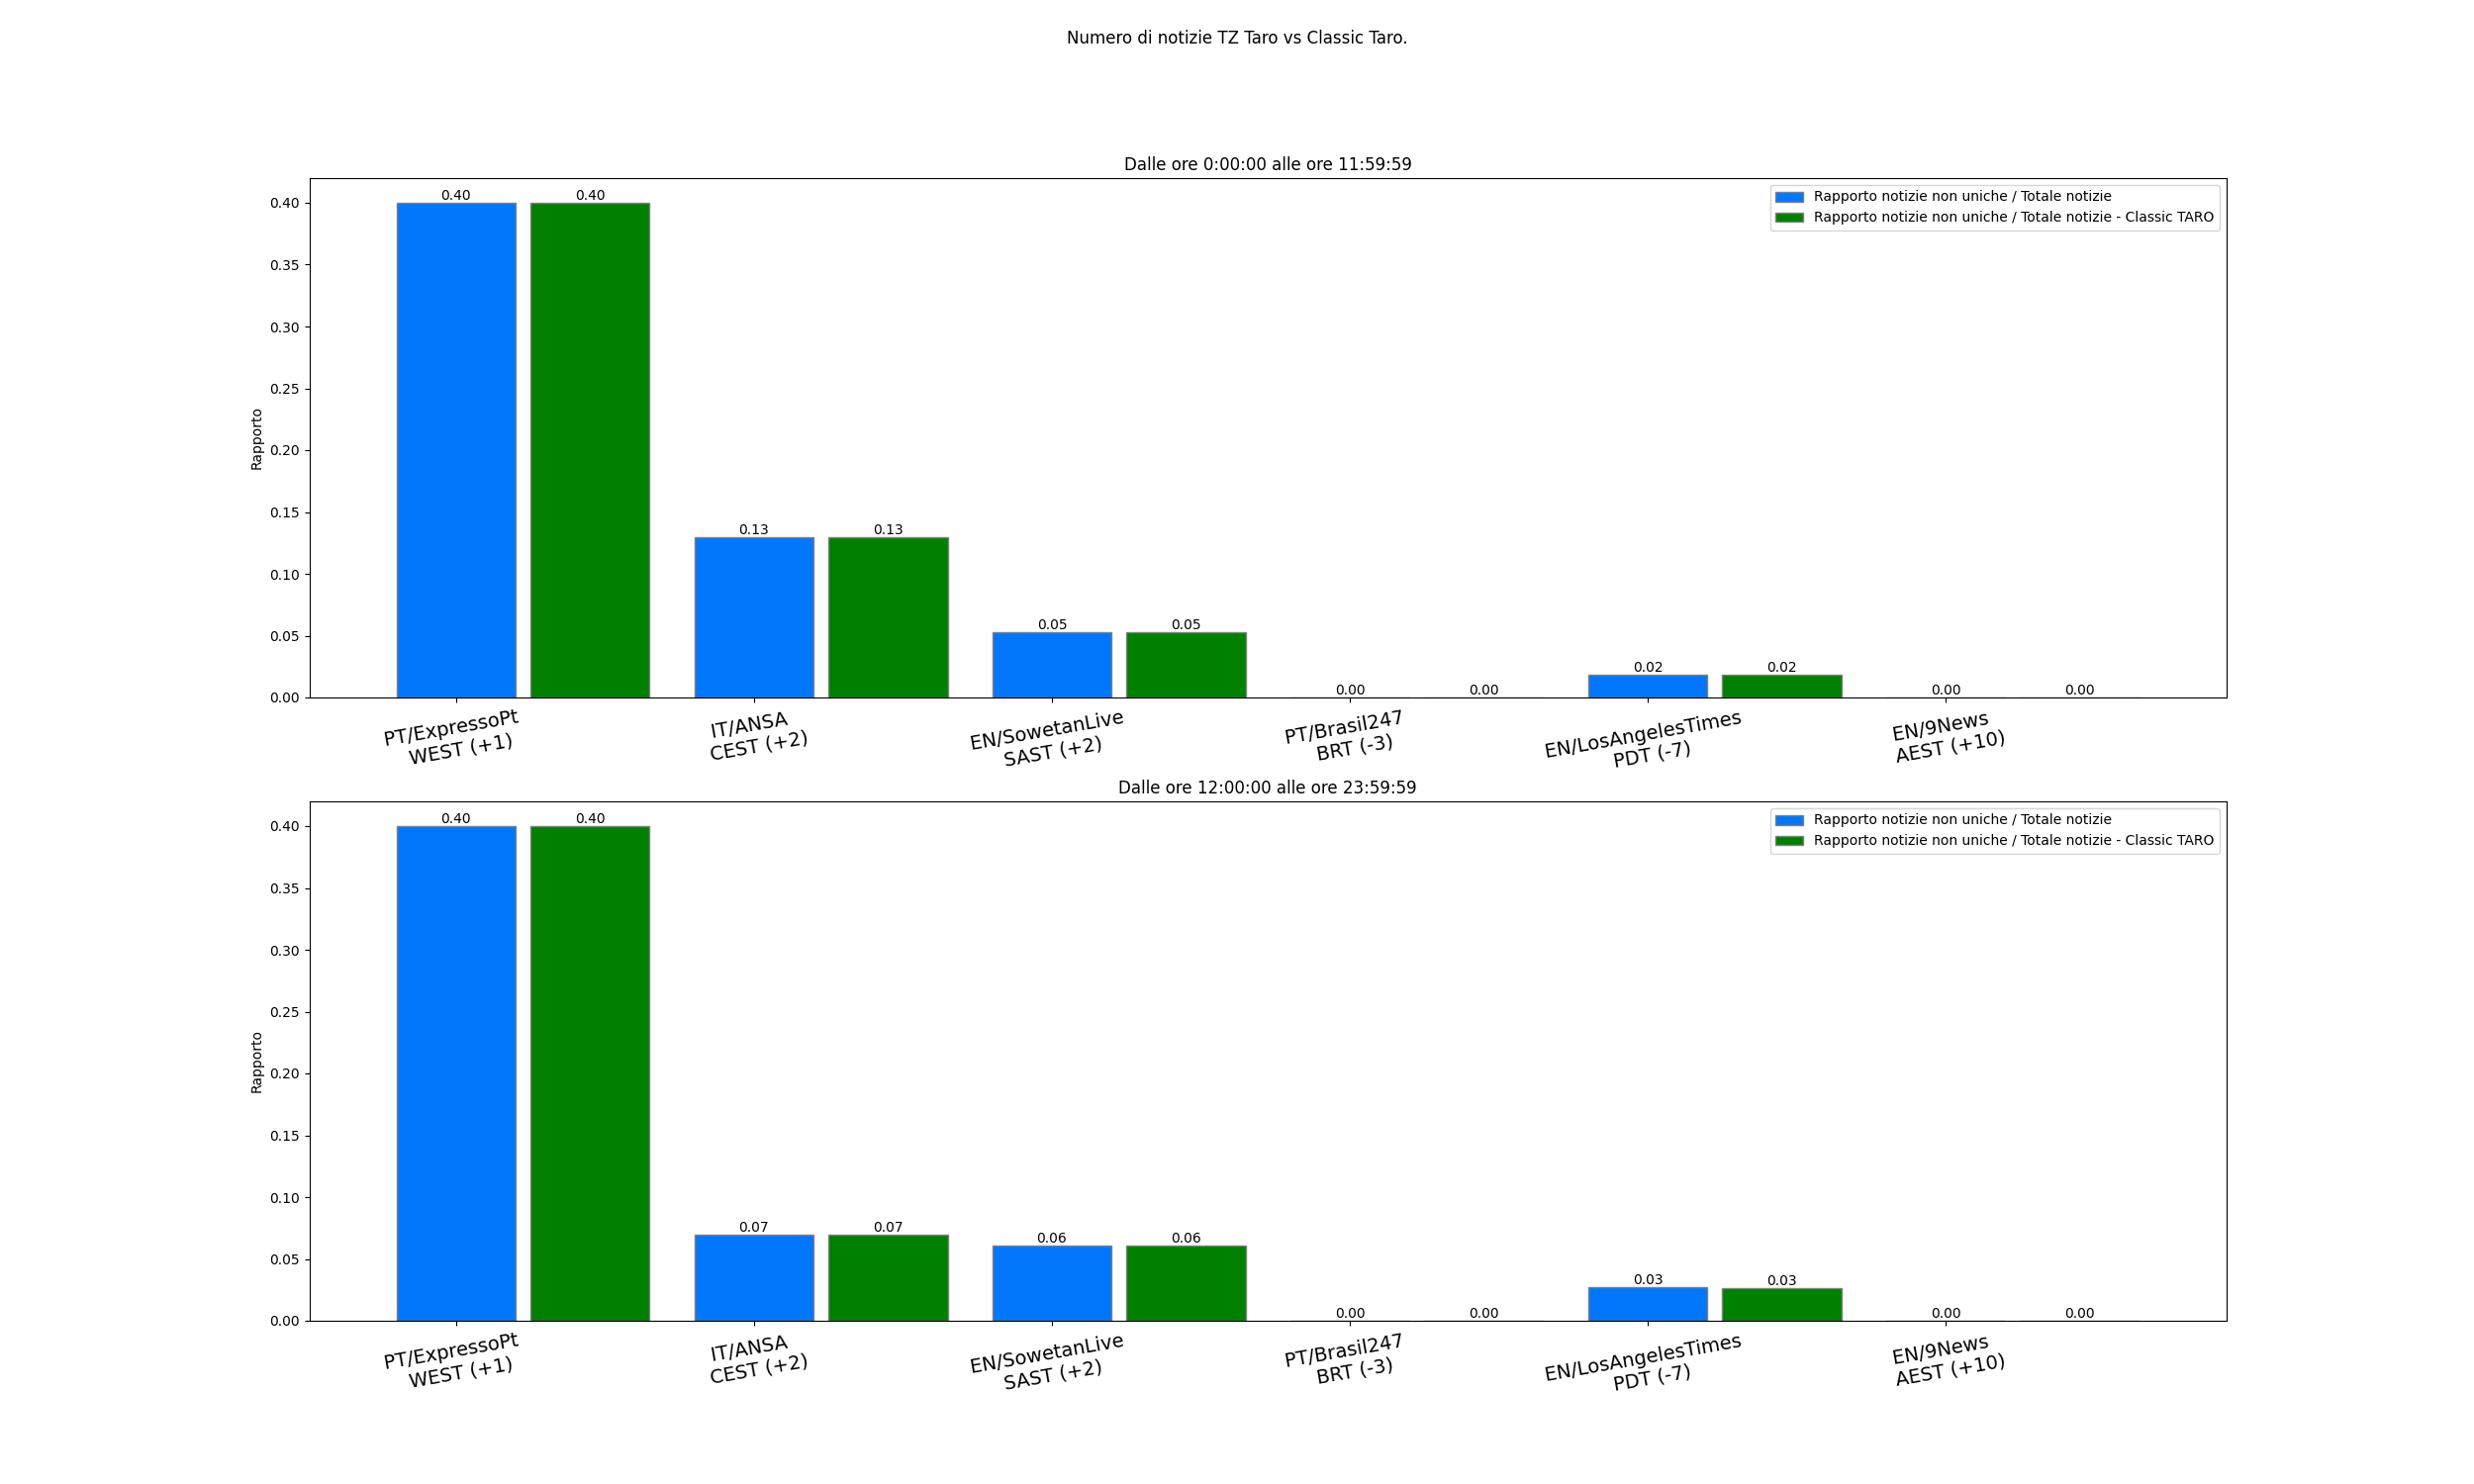 Numero di notizie TZ Taro vs Classic Taro.
Dalle ore 0:00:00 alle ore 11:59:59
Rapporto notizie non uniche / Totale notizie
Rapporto notizie non uniche / Totale notizie - Classic TARO
Rapporto
0.40
0.35
0.30
0.25
0.20
0.15
0.10
0.05
0.00
0.40
0.40
0.13
0.13
0.05
0.05
0.00
0.00
0.02
0.02
0.00
0.00
PT/ExpressoPt
WEST (+1)
IT/ANSA
CEST (+2)
EN/SowetanLive
SAST (+2)
PT/Brasil247
BRT (-3)
EN/LosAngelesTimes
PDT (-7)
EN/9News
AEST (+10)
Dalle ore 12:00:00 alle ore 23:59:59
Rapporto notizie non uniche / Totale notizie
Rapporto notizie non uniche / Totale notizie - Classic TARO
Rapporto
0.40
0.35
0.30
0.25
0.20
0.15
0.10
0.05
0.00
0.40
0.40
0.07
0.07
0.06
0.06
0.00
0.00
0.03
0.03
0.00
0.00
PT/ExpressoPt
WEST (+1)
IT/ANSA
CEST (+2)
EN/SowetanLive
SAST (+2)
PT/Brasil247
BRT (-3)
EN/LosAngelesTimes
PDT (-7)
EN/9News
AEST (+10)